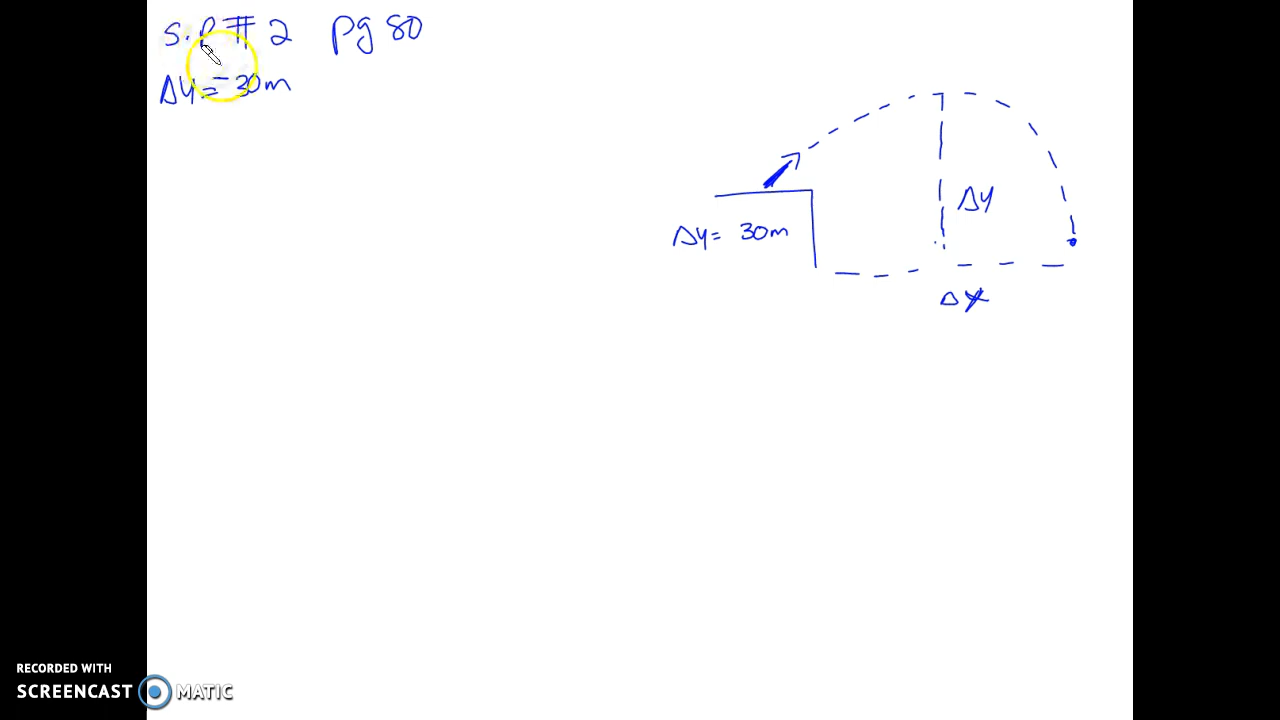 S.P # 2 pg 80
Δy = -30m
Δy
Δy = 30m
Δx
RECORDED WITH
SCREENCAST MATIC